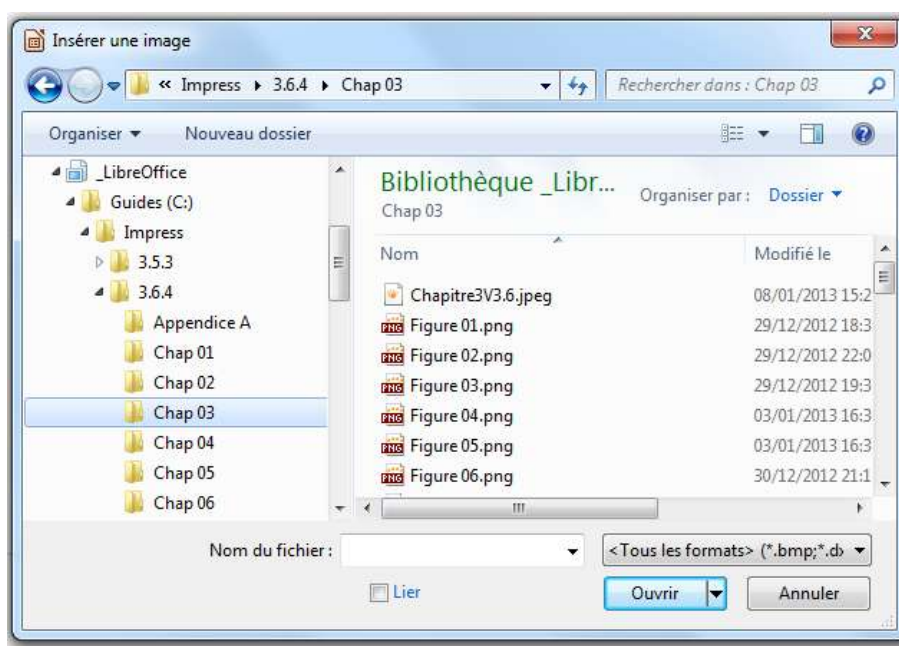 Insérer une image
« Impress 3.6.4 Chap 03
Rechercher dans : Chap 03
Organiser Nouveau dossier
_LibreOffice
Guides (C:)
Impress
3.5.3
3.6.4
Appendice A
Chap 01
Chap 02
Chap 03
Chap 04
Chap 05
Chap 06
Bibliothèque _Libr...
Chap 03
Organiser par : Dossier
Nom Modifié le
Chapitre3V3.6.jpeg 08/01/2013 15:2
PNG Figure 01.png 29/12/2012 18:3
PNG Figure 02.png 29/12/2012 22:0
PNG Figure 03.png 29/12/2012 19:3
PNG Figure 04.png 03/01/2013 16:3
PNG Figure 05.png 03/01/2013 16:3
PNG Figure 06.png 30/12/2012 21:1
Nom du fichier :
<Tous les formats> (*.bmp;*.d
Lier
Ouvrir Annuler